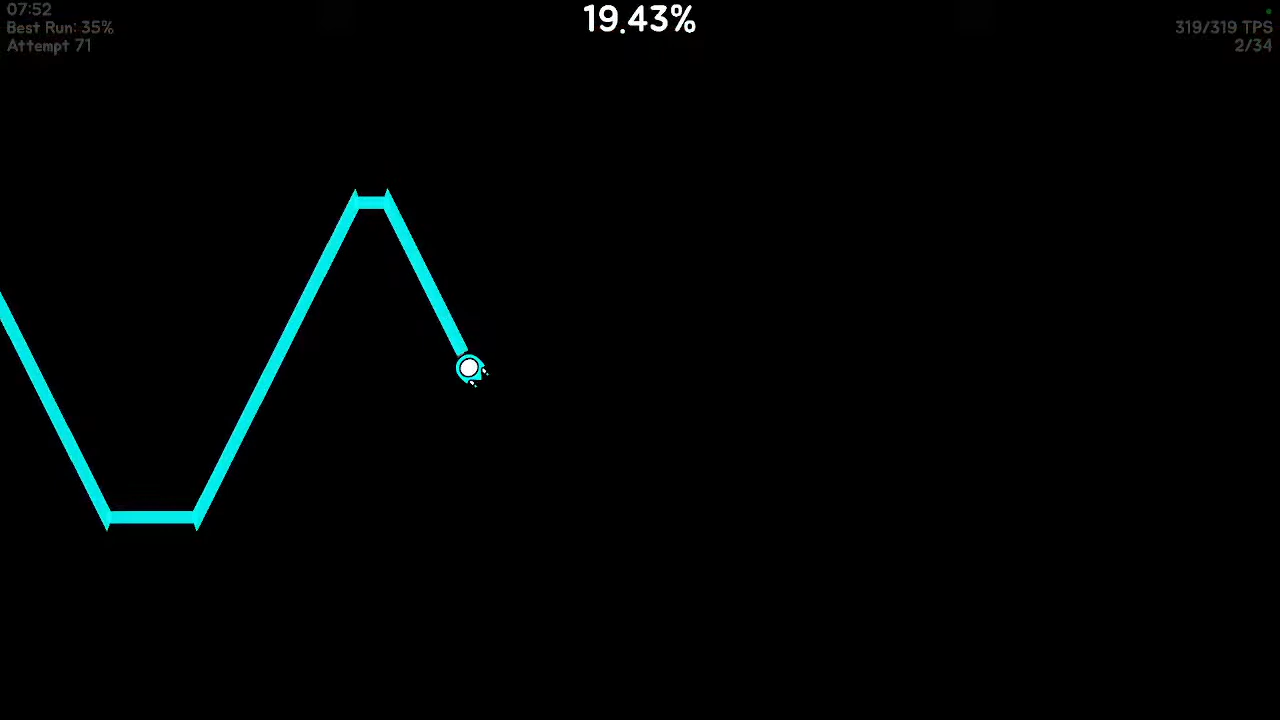 07:52
Best Run: 35%
Attempt 71
19.43%
319/319 TPS
2/34